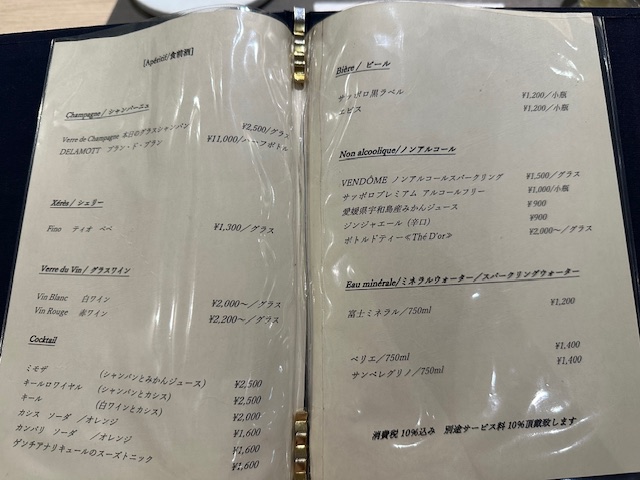 [Apéritif/食前酒]
Champagne / シャンパーニュ
Verre de Champagne 本日のグラスシャンパン ¥2,500/グラス
DELAMOTT ブラン・ド・ブラン ¥11,000/ハーフボトル
Xérès / シェリー
Fino ティオ ペペ ¥1,300/グラス
Verre du Vin / グラスワイン
Vin Blanc 白ワイン ¥2,000～/グラス
Vin Rouge 赤ワイン ¥2,200～/グラス
Cocktail
ミモザ (シャンパンとみかんジュース) ¥2,500
キールロワイヤル (シャンパンとカシス) ¥2,500
キール (白ワインとカシス) ¥2,000
カシス ソーダ /オレンジ ¥1,600
カンパリ ソーダ /オレンジ ¥1,600
ゲンチアナリキュールのスーズトニック ¥1,600
Bière / ビール
サッポロ黒ラベル ¥1,200/小瓶
エビス ¥1,200/小瓶
Non alcoolique/ノンアルコール
VENDÔME ノンアルコールスパークリング ¥1,500/グラス
サッポロプレミアム アルコールフリー ¥1,000/小瓶
愛媛県宇和島産みかんジュース ¥900
ジンジャエール (辛口) ¥900
ボトルドティー≪Thé D'or≫ ¥2,000～/グラス
Eau minérale/ミネラルウォーター/スパークリングウォーター
富士ミネラル/750ml ¥1,200
ペリエ/750ml ¥1,400
サンペレグリノ/750ml ¥1,400
消費税10%込み 別途サービス料10%頂戴致します